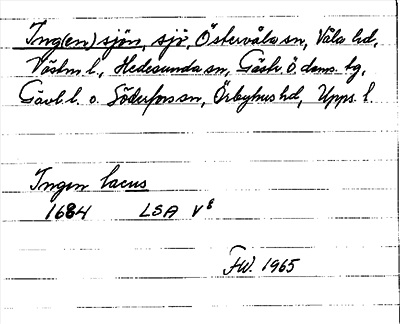 Ing(en)sjön, sjö, Östervåla sn, Våla hd,
Västm l., Hedesunda sn, Gästr. ö. doms. tg,
Gävl. l. o. Söderfors sn, Örbyhus hd, Upps. l.
Ingen lacus
1684 LSA V6
FW. 1965